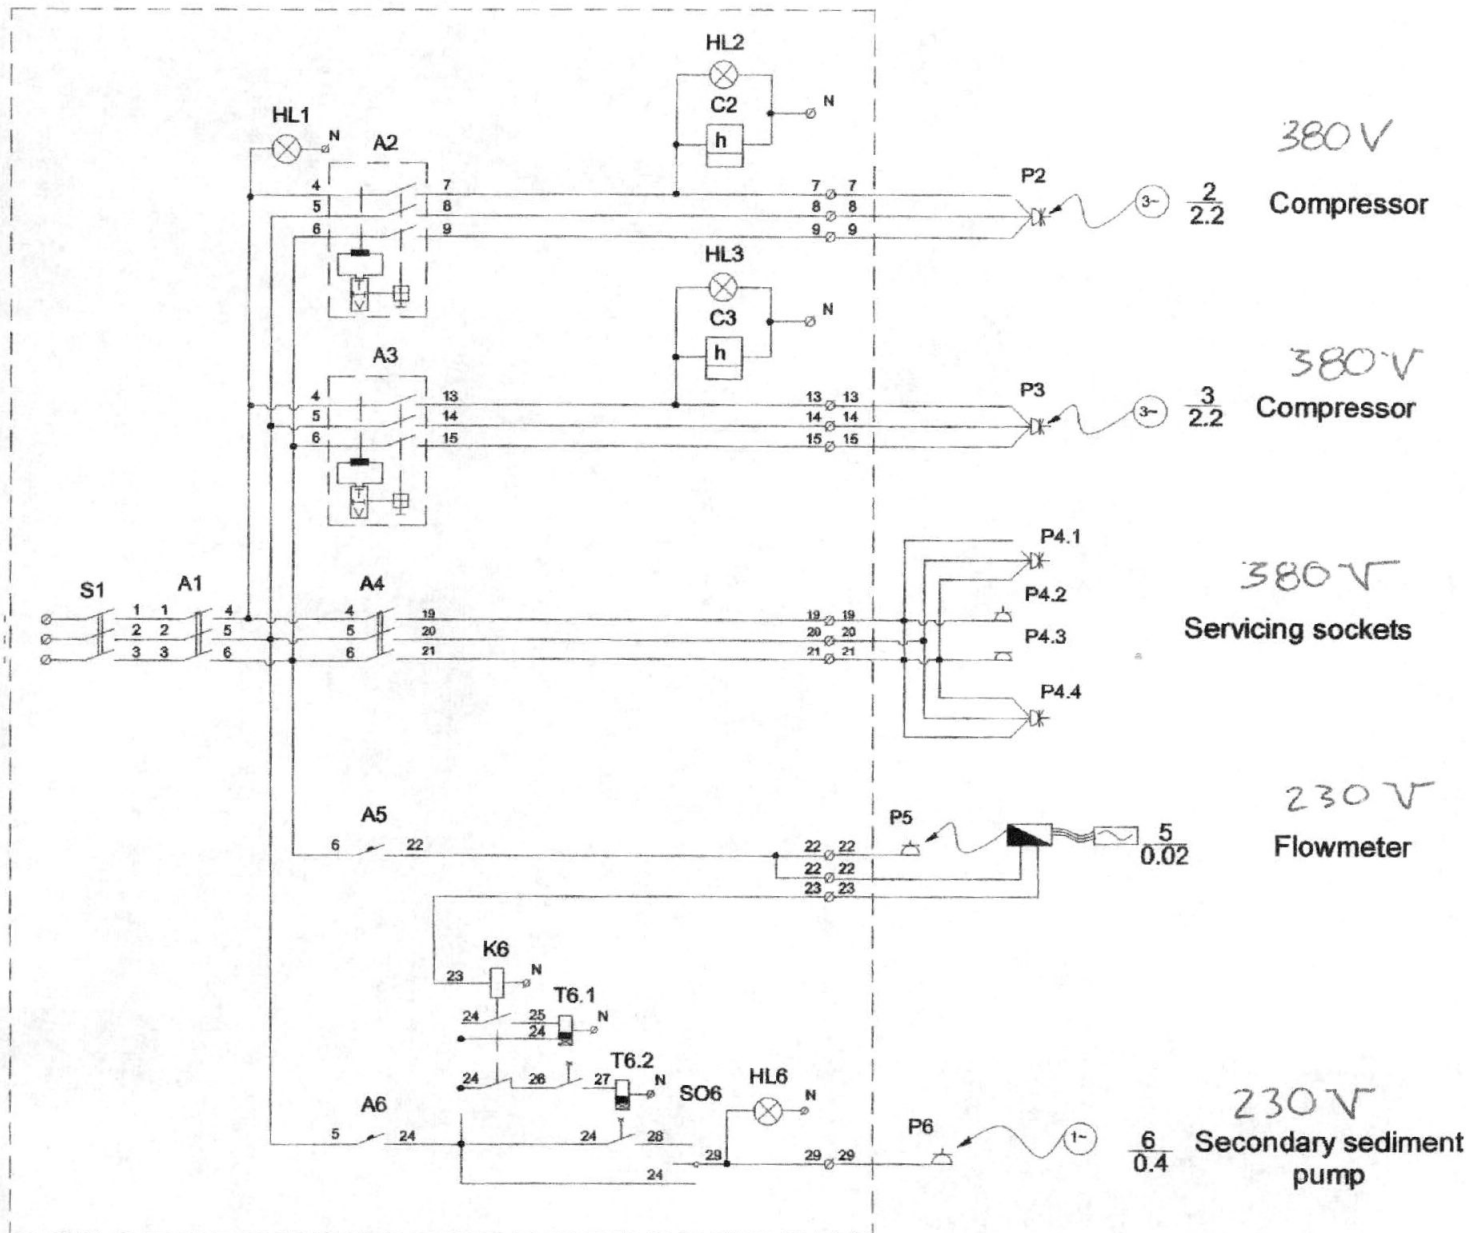 HL2
C2
N
h
HL1
N
A2
4 7 7 7
5 8 8 8
6 9 9 9
T
V
P2
3~
2
2.2
380V
Compressor
HL3
C3
N
h
A3
4 13 13 13
5 14 14 14
6 15 15 15
T
V
P3
3~
3
2.2
380V
Compressor
S1 A1 A4
1 1 4 4 19 19 19
2 2 5 5 20 20 20
3 3 6 6 21 21 21
P4.1
P4.2
P4.3
P4.4
380V
Servicing sockets
A5
6 22 22 22
22 22
23 23
P5
5
0.02
230V
Flowmeter
K6
23 N
T6.1
24 25 N
24
T6.2
24 26 27 N
A6
5 24 24 28
SO6
HL6
N
29 29 29
24
P6
1~
6
0.4
230V
Secondary sediment
pump